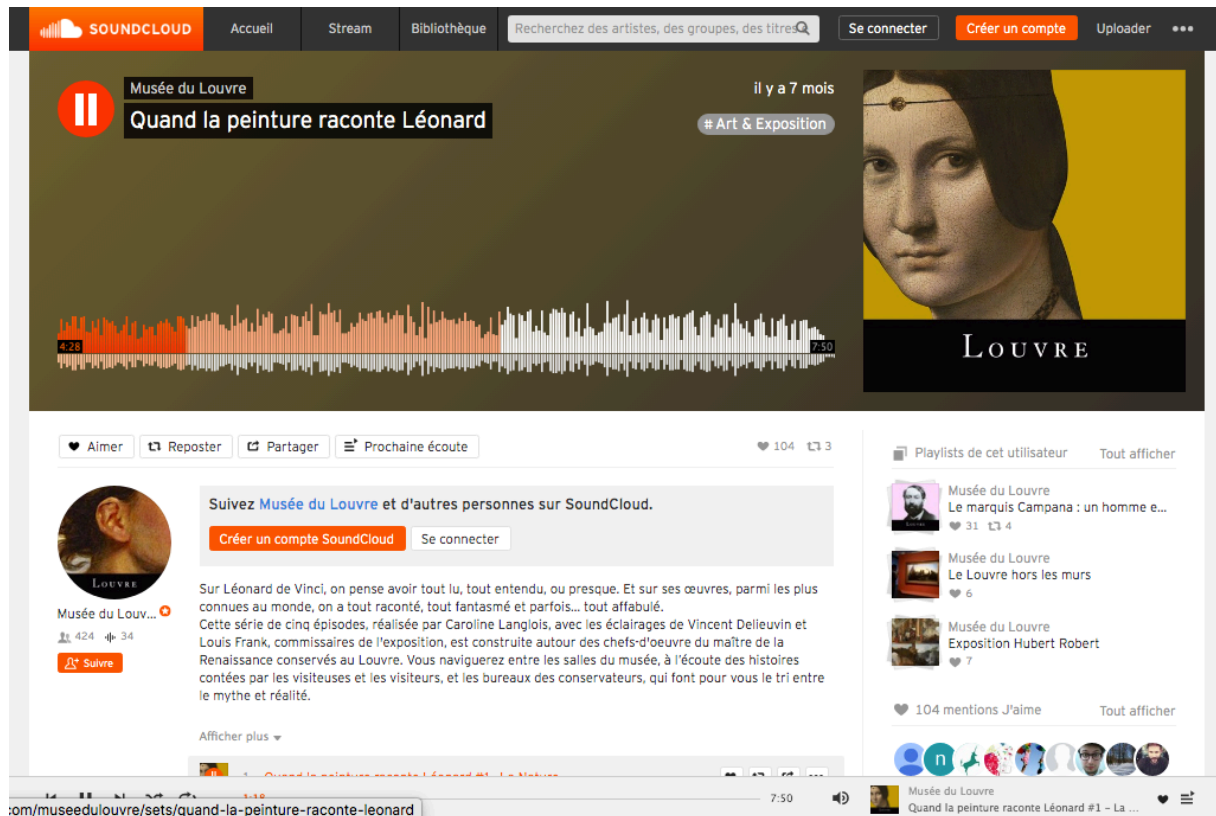 SOUNDCLOUD Accueil Stream Bibliothèque Recherchez des artistes, des groupes, des titres Se connecter Créer un compte Uploader
Musée du Louvre
il y a 7 mois
Quand la peinture raconte Léonard
# Art & Exposition
LOUVRE
4:28
7:50
Aimer Reposter Partager Prochaine écoute
104 3
Playlists de cet utilisateur Tout afficher
Musée du Louvre
Le marquis Campana : un homme e...
31 4
Musée du Louvre
Le Louvre hors les murs
6
Musée du Louvre
Exposition Hubert Robert
7
104 mentions J'aime Tout afficher
n
LOUVRE
Musée du Louv...
424 34
Suivre
Suivez Musée du Louvre et d'autres personnes sur SoundCloud.
Créer un compte SoundCloud Se connecter
Sur Léonard de Vinci, on pense avoir tout lu, tout entendu, ou presque. Et sur ses œuvres, parmi les plus
connues au monde, on a tout raconté, tout fantasmé et parfois... tout affabulé.
Cette série de cinq épisodes, réalisée par Caroline Langlois, avec les éclairages de Vincent Delieuvin et
Louis Frank, commissaires de l'exposition, est construite autour des chefs-d'oeuvre du maître de la
Renaissance conservés au Louvre. Vous naviguerez entre les salles du musée, à l'écoute des histoires
contées par les visiteuses et les visiteurs, et les bureaux des conservateurs, qui font pour vous le tri entre
le mythe et réalité.
Afficher plus
1 Quand la peinture raconte Léonard #1 - La Nature
1:18
7:50
Musée du Louvre
Quand la peinture raconte Léonard #1 – La ...
com/museedulouvre/sets/quand-la-peinture-raconte-leonard